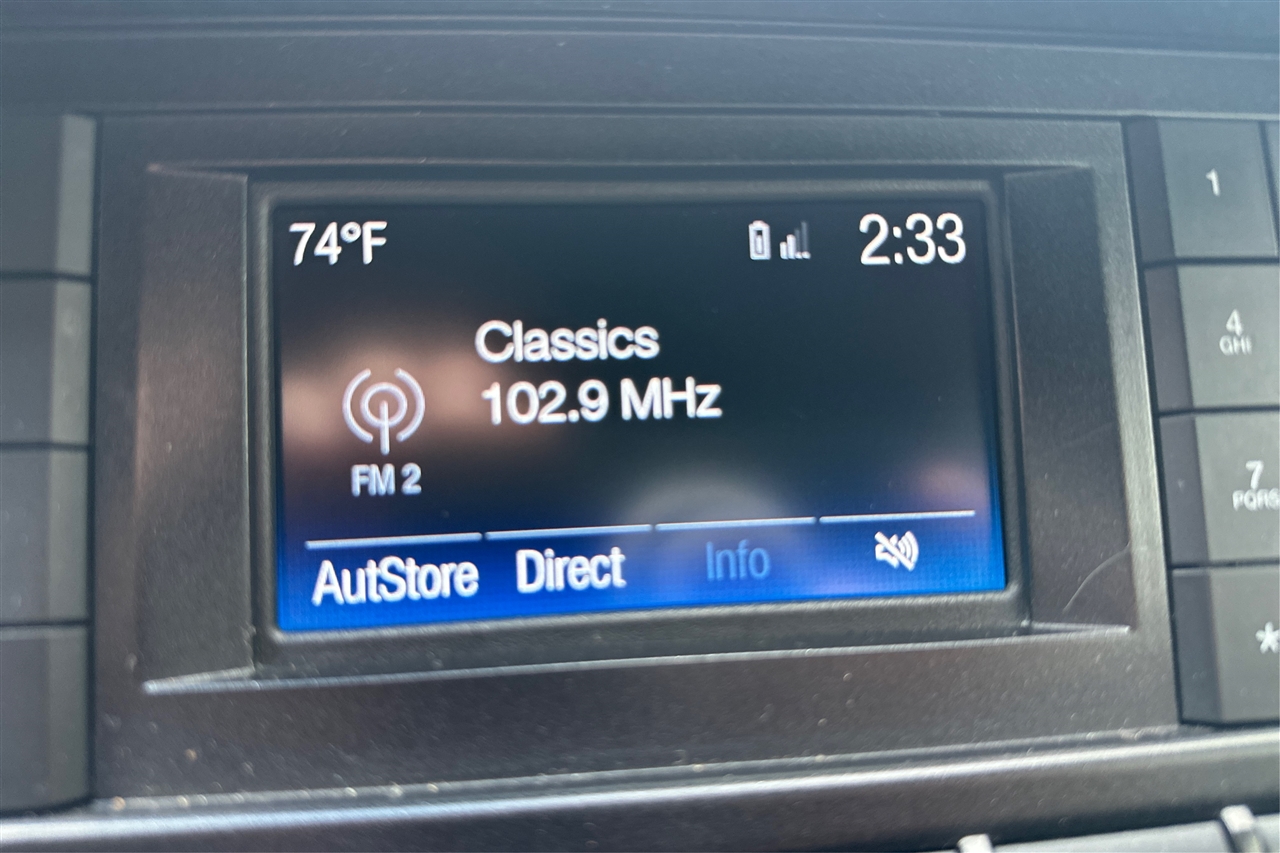 74°F 2:33
Classics
102.9 MHz
FM 2
AutStore Direct Info
1
4
GHI
7
PQRS
*